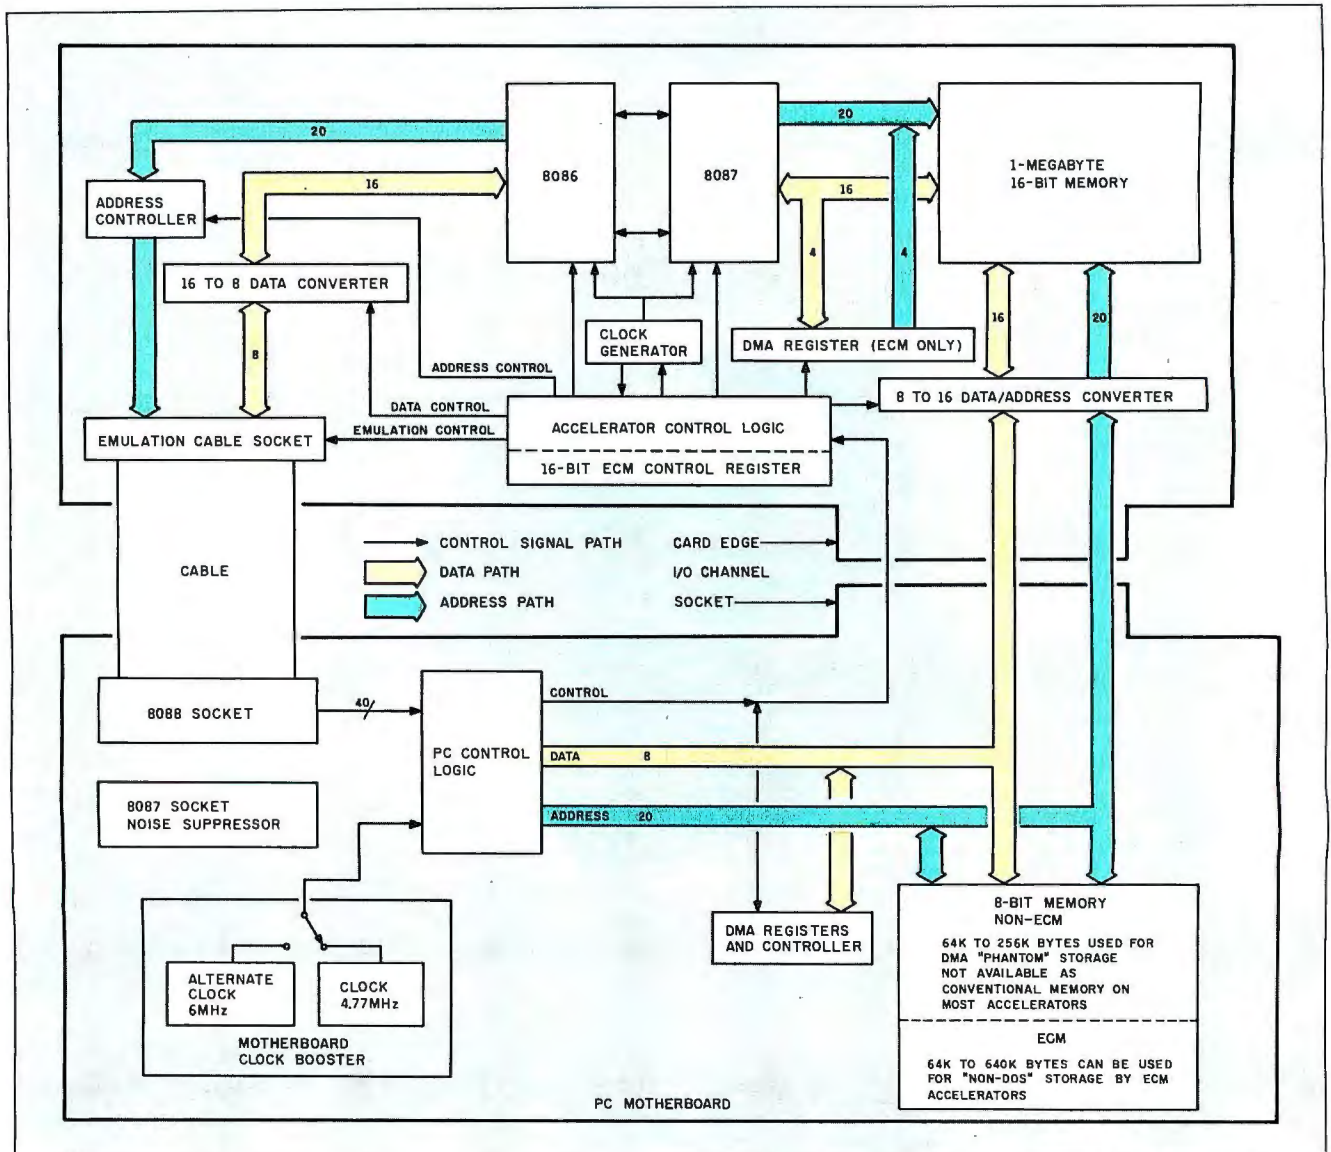 20
8086
8087
20
1-MEGABYTE
16-BIT MEMORY
ADDRESS
CONTROLLER
16
16
4
4
16 TO 8 DATA CONVERTER
8
CLOCK
GENERATOR
DMA REGISTER (ECM ONLY)
16
20
ADDRESS CONTROL
DATA CONTROL
EMULATION CONTROL
8 TO 16 DATA/ADDRESS CONVERTER
EMULATION CABLE SOCKET
ACCELERATOR CONTROL LOGIC
16-BIT ECM CONTROL REGISTER
CABLE
CONTROL SIGNAL PATH
DATA PATH
ADDRESS PATH
CARD EDGE
I/O CHANNEL
SOCKET
8088 SOCKET
40
PC CONTROL
LOGIC
CONTROL
DATA 8
ADDRESS 20
8087 SOCKET
NOISE SUPPRESSOR
ALTERNATE
CLOCK
6MHz
CLOCK
4.77MHz
MOTHERBOARD
CLOCK BOOSTER
DMA REGISTERS
AND CONTROLLER
8-BIT MEMORY
NON-ECM
64K TO 256K BYTES USED FOR
DMA "PHANTOM" STORAGE
NOT AVAILABLE AS
CONVENTIONAL MEMORY ON
MOST ACCELERATORS
ECM
64K TO 640K BYTES CAN BE USED
FOR "NON-DOS" STORAGE BY ECM
ACCELERATORS
PC MOTHERBOARD